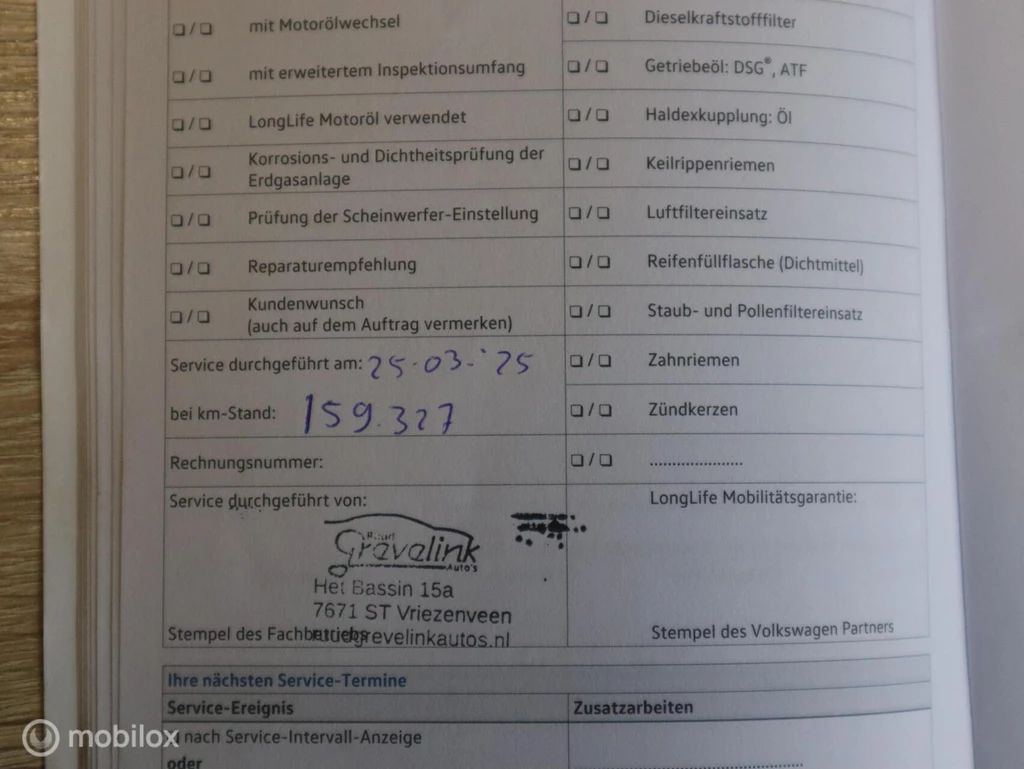 ❏ / ❏ mit Motorölwechsel
❏ / ❏ mit erweitertem Inspektionsumfang
❏ / ❏ LongLife Motoröl verwendet
❏ / ❏ Korrosions- und Dichtheitsprüfung der
Erdgasanlage
❏ / ❏ Prüfung der Scheinwerfer-Einstellung
❏ / ❏ Reparaturempfehlung
❏ / ❏ Kundenwunsch
(auch auf dem Auftrag vermerken)
Service durchgeführt am: 25-03-'25
bei km-Stand: 159.327
Rechnungsnummer:
Service durchgeführt von:
Ruud
Grevelink
Auto's
Het Bassin 15a
7671 ST Vriezenveen
Stempel des Fachbetriebs
ruudgrevelinkautos.nl
❏ / ❏ Dieselkraftstofffilter
❏ / ❏ Getriebeöl: DSG®, ATF
❏ / ❏ Haldexkupplung: Öl
❏ / ❏ Keilrippenriemen
❏ / ❏ Luftfiltereinsatz
❏ / ❏ Reifenfüllflasche (Dichtmittel)
❏ / ❏ Staub- und Pollenfiltereinsatz
❏ / ❏ Zahnriemen
❏ / ❏ Zündkerzen
❏ / ❏ .....................
LongLife Mobilitätsgarantie:
Stempel des Volkswagen Partners
Ihre nächsten Service-Termine
Service-Ereignis
Zusatzarbeiten
nach Service-Intervall-Anzeige
oder
mobilox